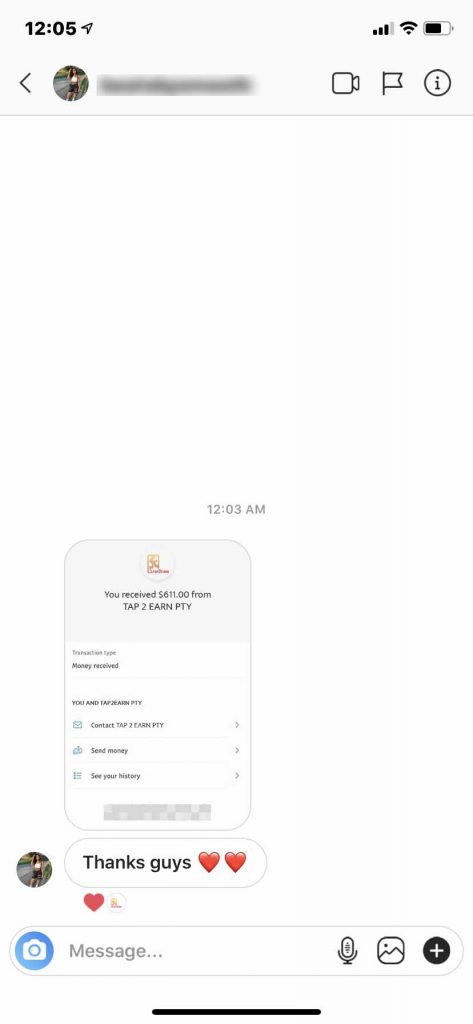 12:05
12:03 AM
You received $611.00 from
TAP 2 EARN PTY
Transaction type
Money received
YOU AND TAP2EARN PTY
Contact TAP 2 EARN PTY
Send money
See your history
Thanks guys ❤️❤️
Message...